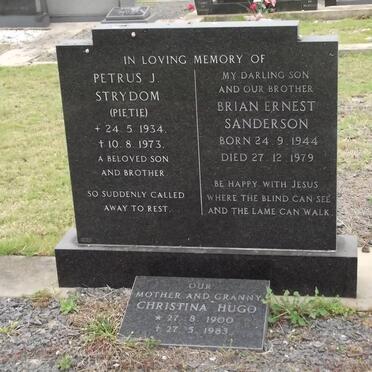 IN LOVING MEMORY OF
PETRUS J.
STRYDOM
(PIETIE)
+ 24.5.1934.
† 10.8.1973.
A BELOVED SON
AND BROTHER
SO SUDDENLY CALLED
AWAY TO REST.
MY DARLING SON
AND OUR BROTHER
BRIAN ERNEST
SANDERSON
BORN 24.9.1944
DIED 27.12.1979
BE HAPPY WITH JESUS
WHERE THE BLIND CAN SEE
AND THE LAME CAN WALK.
OUR
MOTHER AND GRANNY
CHRISTINA HUGO
* 27.8.1900
† 27.5.1983.